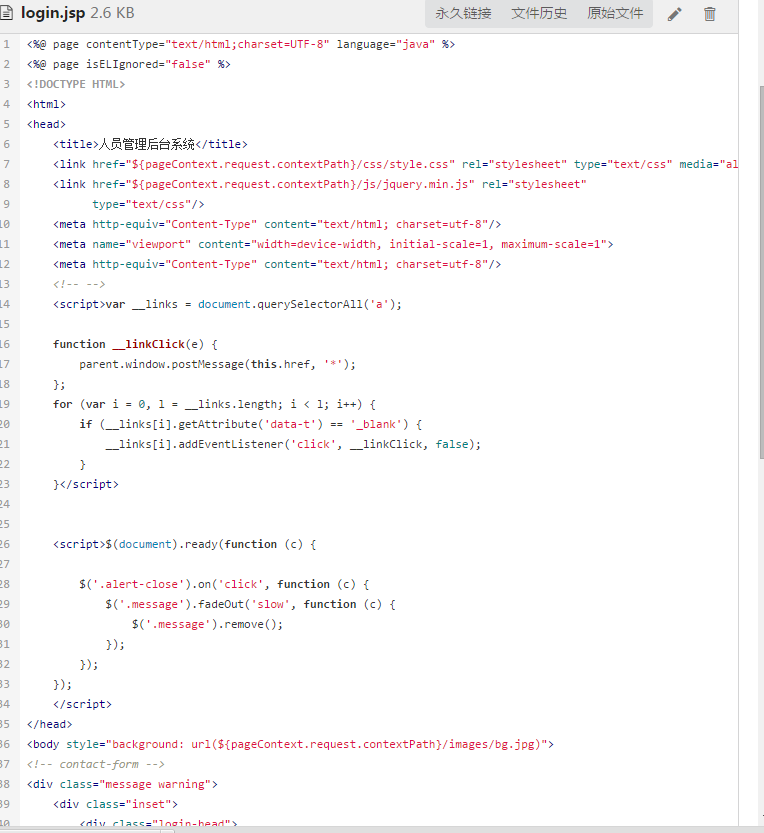 login.jsp 2.6 KB 永久链接 文件历史 原始文件
1 <%@ page contentType="text/html;charset=UTF-8" language="java" %>
2 <%@ page isELIgnored="false" %>
3 <!DOCTYPE HTML>
4 <html>
5 <head>
6     <title>人员管理后台系统</title>
7     <link href="${pageContext.request.contextPath}/css/style.css" rel="stylesheet" type="text/css" media="al
8     <link href="${pageContext.request.contextPath}/js/jquery.min.js" rel="stylesheet"
9           type="text/css"/>
10     <meta http-equiv="Content-Type" content="text/html; charset=utf-8"/>
11     <meta name="viewport" content="width=device-width, initial-scale=1, maximum-scale=1">
12     <meta http-equiv="Content-Type" content="text/html; charset=utf-8"/>
13     <!-- -->
14     <script>var __links = document.querySelectorAll('a');
15
16     function __linkClick(e) {
17         parent.window.postMessage(this.href, '*');
18     };
19     for (var i = 0, l = __links.length; i < l; i++) {
20         if (__links[i].getAttribute('data-t') == '_blank') {
21             __links[i].addEventListener('click', __linkClick, false);
22         }
23     }</script>
24
25
26     <script>$(document).ready(function (c) {
27
28         $('.alert-close').on('click', function (c) {
29             $('.message').fadeOut('slow', function (c) {
30                 $('.message').remove();
31             });
32         });
33     });
34     </script>
35 </head>
36 <body style="background: url(${pageContext.request.contextPath}/images/bg.jpg)">
37 <!-- contact-form -->
38 <div class="message warning">
39     <div class="inset">
40         <div class="login-head">